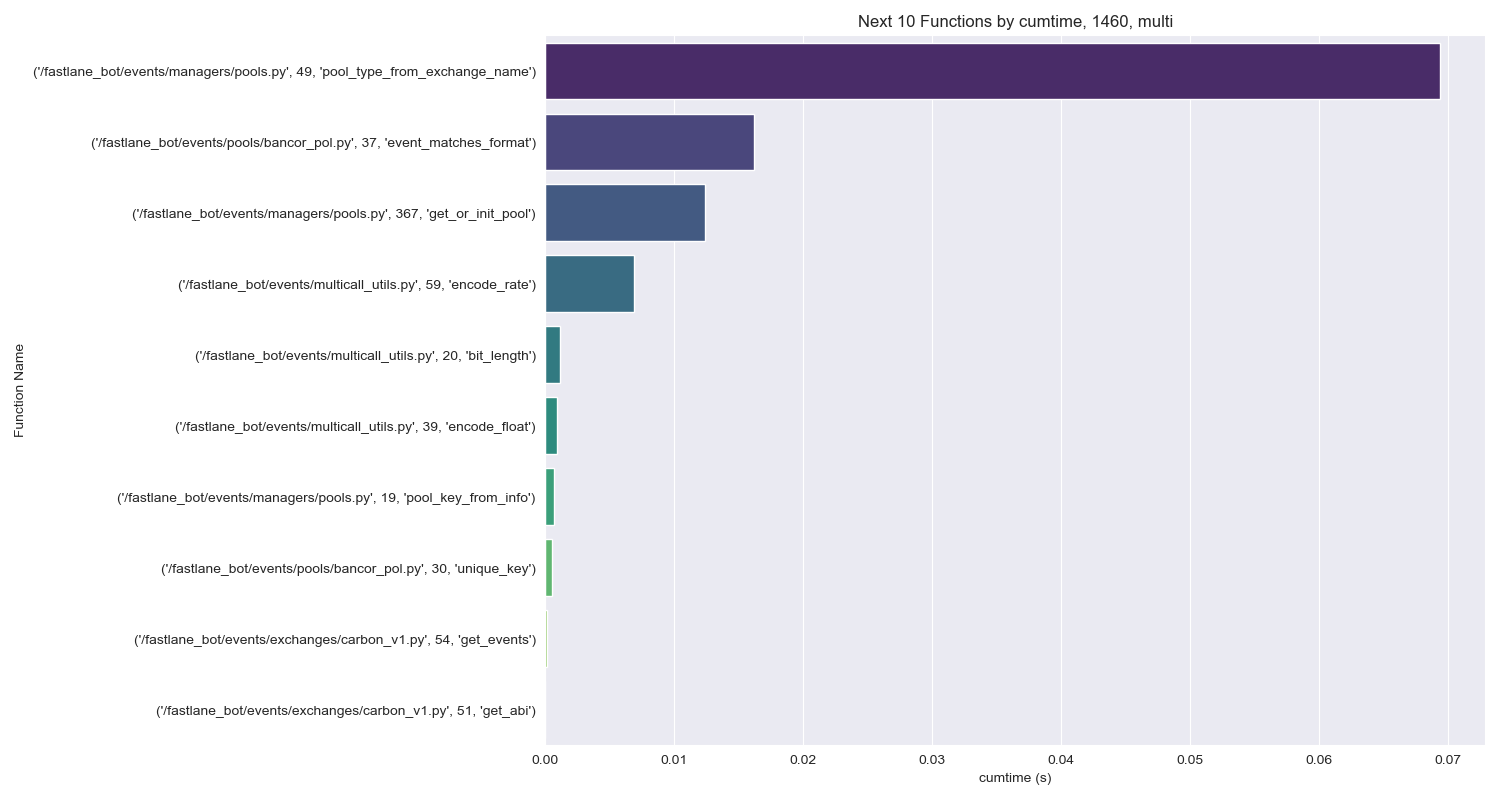 Next 10 Functions by cumtime, 1460, multi
('/fastlane_bot/events/managers/pools.py', 49, 'pool_type_from_exchange_name')
('/fastlane_bot/events/pools/bancor_pol.py', 37, 'event_matches_format')
('/fastlane_bot/events/managers/pools.py', 367, 'get_or_init_pool')
('/fastlane_bot/events/multicall_utils.py', 59, 'encode_rate')
('/fastlane_bot/events/multicall_utils.py', 20, 'bit_length')
('/fastlane_bot/events/multicall_utils.py', 39, 'encode_float')
('/fastlane_bot/events/managers/pools.py', 19, 'pool_key_from_info')
('/fastlane_bot/events/pools/bancor_pol.py', 30, 'unique_key')
('/fastlane_bot/events/exchanges/carbon_v1.py', 54, 'get_events')
('/fastlane_bot/events/exchanges/carbon_v1.py', 51, 'get_abi')
Function Name
0.00 0.01 0.02 0.03 0.04 0.05 0.06 0.07
cumtime (s)